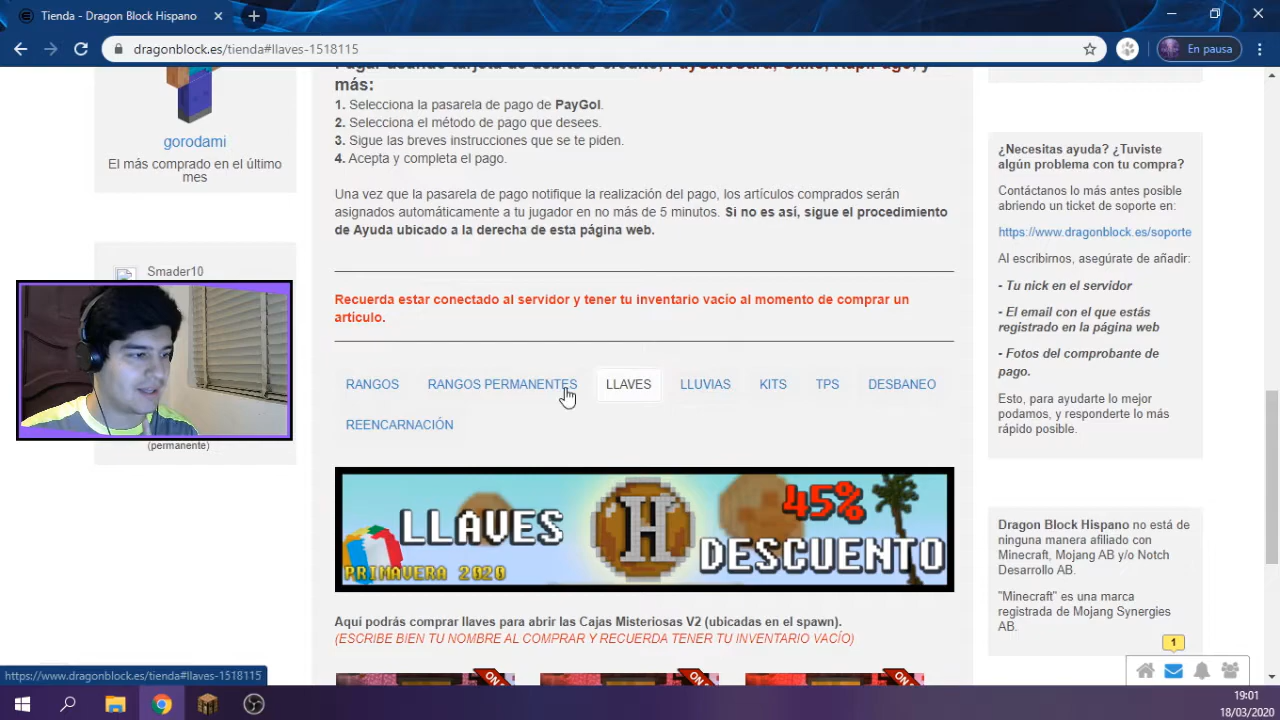 Tienda - Dragon Block Hispano
dragonblock.es/tienda#llaves-1518115
En pausa
gorodami
El más comprado en el último
mes
Smader10
(permanente)
más:
1. Selecciona la pasarela de pago de PayGol.
2. Selecciona el método de pago que desees.
3. Sigue las breves instrucciones que se te piden.
4. Acepta y completa el pago.
Una vez que la pasarela de pago notifique la realización del pago, los artículos comprados serán
asignados automáticamente a tu jugador en no más de 5 minutos. Si no es así, sigue el procedimiento
de Ayuda ubicado a la derecha de esta página web.
Recuerda estar conectado al servidor y tener tu inventario vacío al momento de comprar un
artículo.
RANGOS RANGOS PERMANENTES LLAVES LLUVIAS KITS TPS DESBANEO
REENCARNACIÓN
LLAVES
H
45%
DESCUENTO
PRIMAVERA 2020
Aquí podrás comprar llaves para abrir las Cajas Misteriosas V2 (ubicadas en el spawn).
(ESCRIBE BIEN TU NOMBRE AL COMPRAR Y RECUERDA TENER TU INVENTARIO VACÍO)
¿Necesitas ayuda? ¿Tuviste
algún problema con tu compra?
Contáctanos lo más antes posible
abriendo un ticket de soporte en:
https://www.dragonblock.es/soporte
Al escribirnos, asegúrate de añadir:
- Tu nick en el servidor
- El email con el que estás
registrado en la página web
- Fotos del comprobante de
pago.
Esto, para ayudarte lo mejor
podamos, y responderte lo más
rápido posible.
Dragon Block Hispano no está de
ninguna manera afiliado con
Minecraft, Mojang AB y/o Notch
Desarrollo AB.
"Minecraft" es una marca
registrada de Mojang Synergies
AB.
1
https://www.dragonblock.es/tienda#llaves-1518115
19:01
18/03/2020